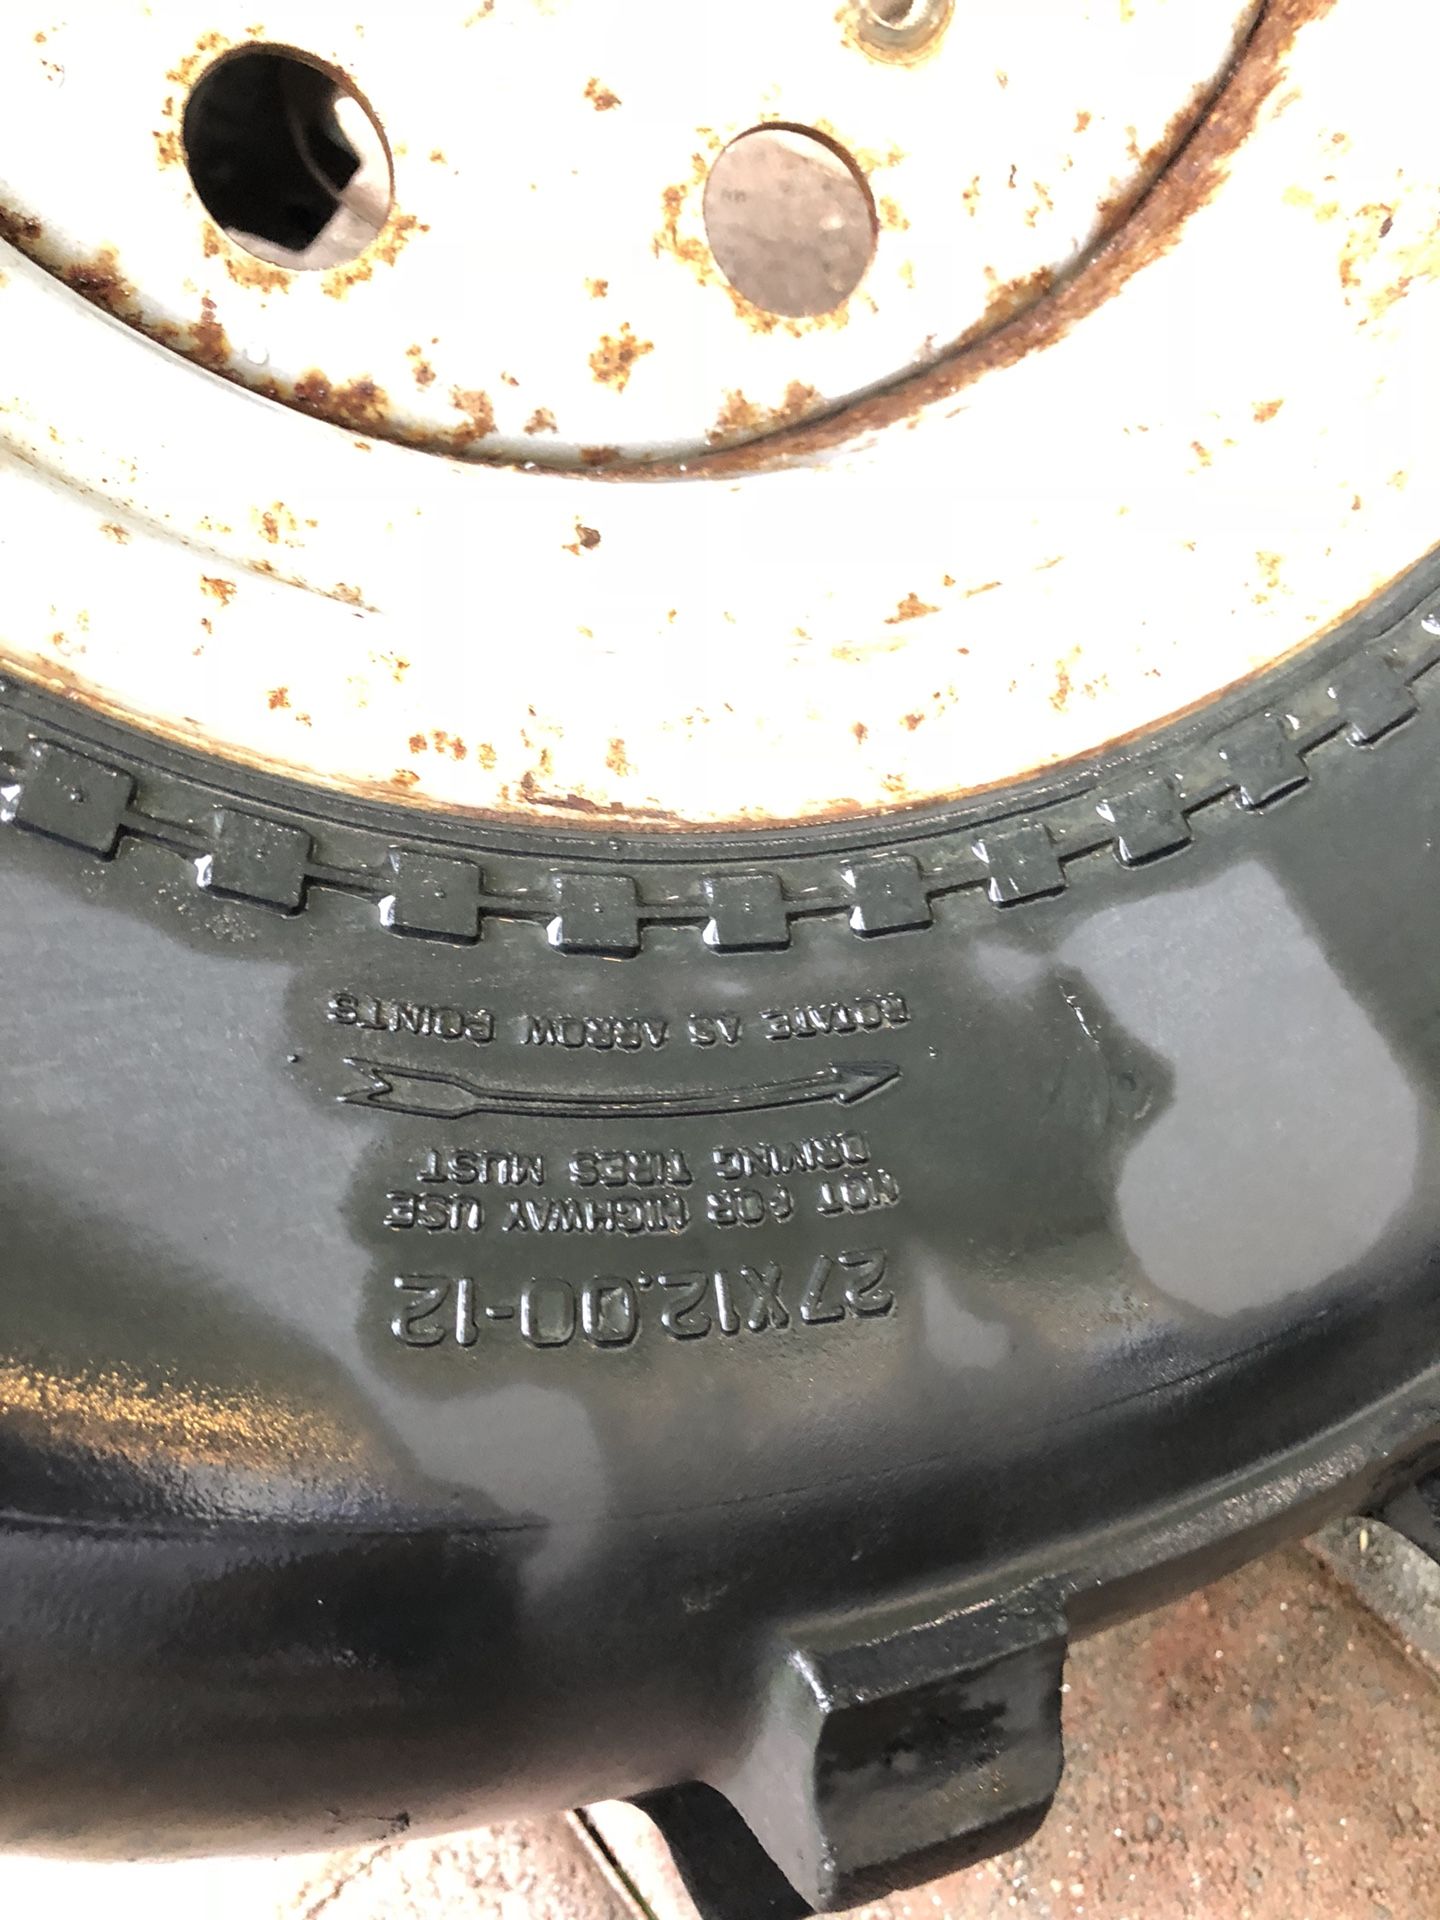 27X12.00-12
NOT FOR HIGHWAY USE
DRIVING TIRES MUST
ROTATE AS ARROW POINTS